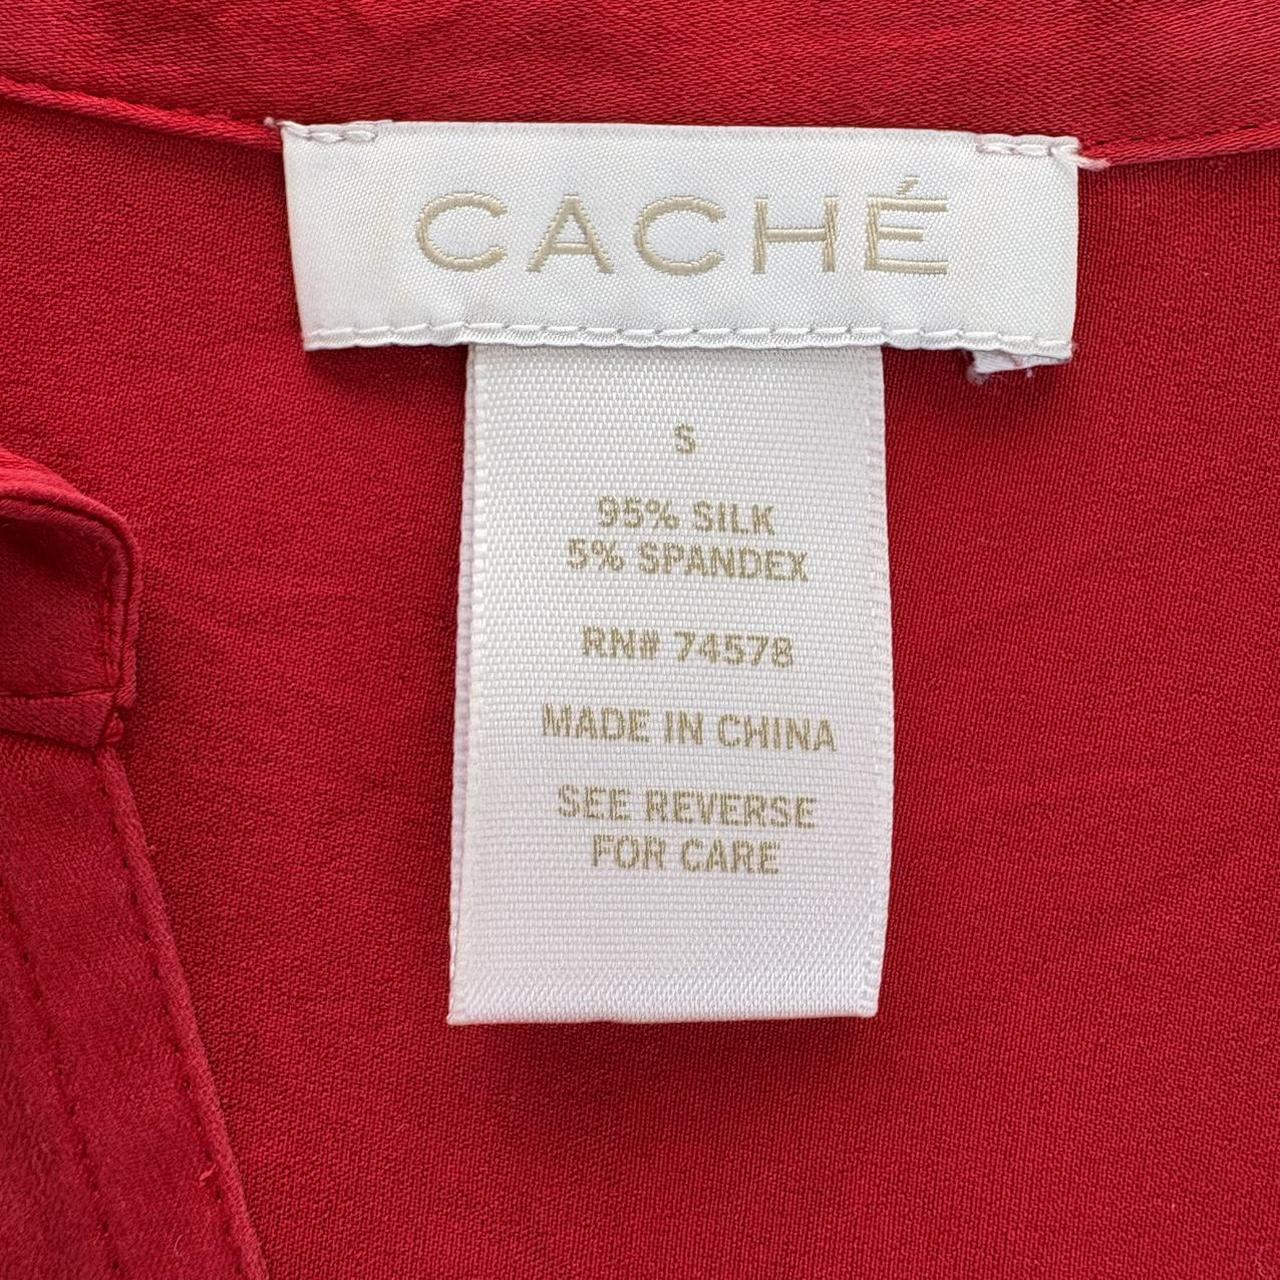 CACHÉ
S
95% SILK
5% SPANDEX
RN# 74578
MADE IN CHINA
SEE REVERSE
FOR CARE